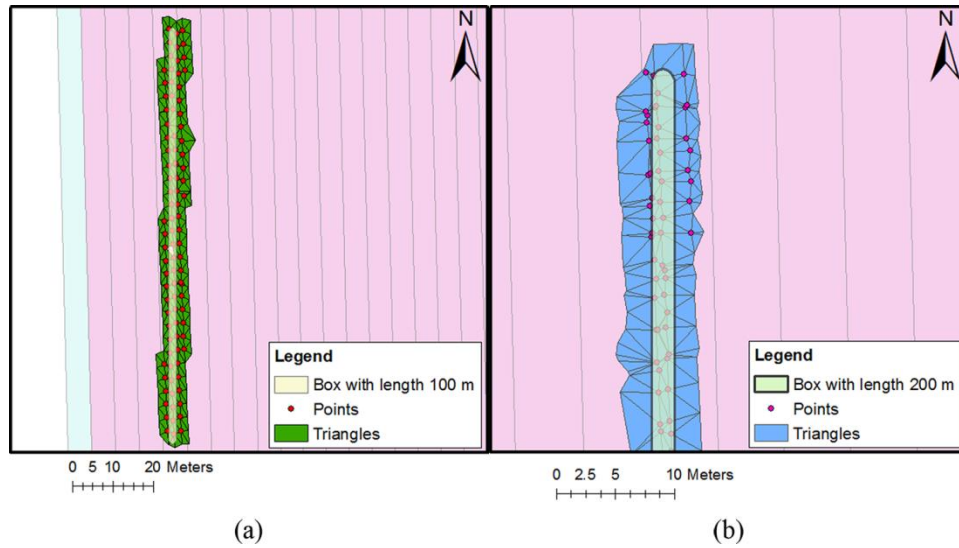 N
Legend
Box with length 100 m
Points
Triangles
0 5 10 20 Meters
(a)
N
Legend
Box with length 200 m
Points
Triangles
0 2.5 5 10 Meters
(b)